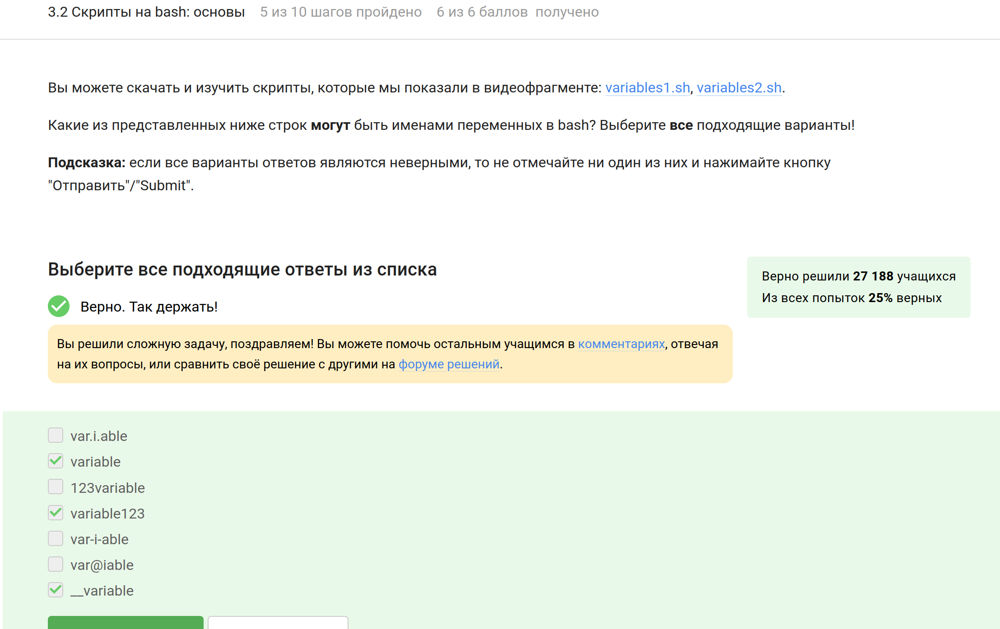 3.2 Скрипты на bash: основы 5 из 10 шагов пройдено 6 из 6 баллов получено
Вы можете скачать и изучить скрипты, которые мы показали в видеофрагменте: variables1.sh, variables2.sh.
Какие из представленных ниже строк могут быть именами переменных в bash? Выберите все подходящие варианты!
Подсказка: если все варианты ответов являются неверными, то не отмечайте ни один из них и нажимайте кнопку
"Отправить"/"Submit".
Выберите все подходящие ответы из списка
Верно решили 27 188 учащихся
Из всех попыток 25% верных
Верно. Так держать!
Вы решили сложную задачу, поздравляем! Вы можете помочь остальным учащимся в комментариях, отвечая
на их вопросы, или сравнить своё решение с другими на форуме решений.
var.i.able
variable
123variable
variable123
var-i-able
var@iable
__variable